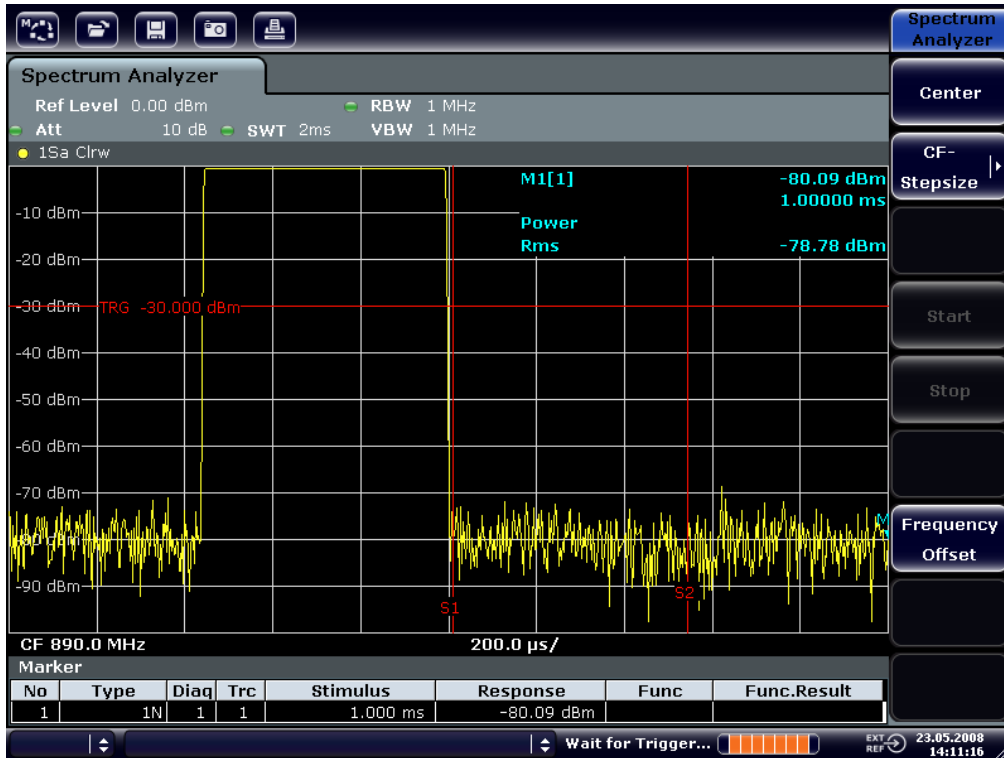 Spectrum
Analyzer
Spectrum Analyzer
Ref Level 0.00 dBm RBW 1 MHz
Att 10 dB SWT 2ms VBW 1 MHz
1Sa Clrw
M1[1] -80.09 dBm
1.00000 ms
Power
Rms -78.78 dBm
-10 dBm
-20 dBm
-30 dBm TRG -30.000 dBm
-40 dBm
-50 dBm
-60 dBm
-70 dBm
-80 dBm
-90 dBm
S1
S2
CF 890.0 MHz 200.0 µs/
Marker
No Type Diaq Trc Stimulus Response Func Func.Result
1 1N 1 1 1.000 ms -80.09 dBm
Center
CF-
Stepsize
Start
Stop
Frequency
Offset
Wait for Trigger...
EXT
REF
23.05.2008
14:11:16